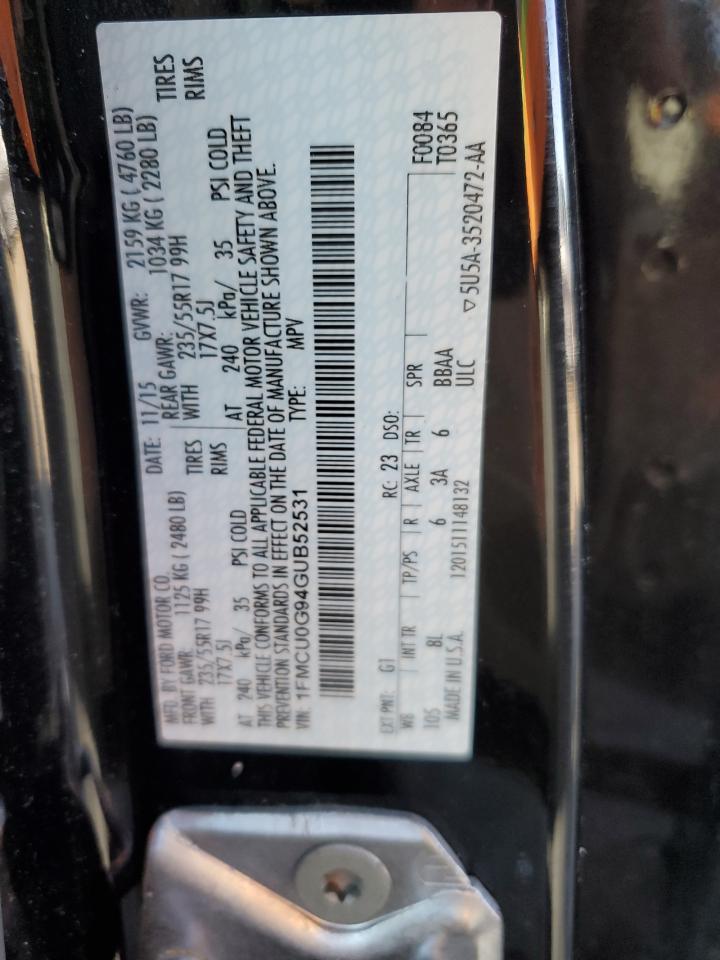 MFD. BY FORD MOTOR CO. DATE: 11/15 GVWR: 2159 KG ( 4760 LB)
FRONT GAWR: 1125 KG ( 2480 LB) REAR GAWR: 1034 KG ( 2280 LB)
WITH 235/55R17 99H TIRES WITH 235/55R17 99H TIRES
17X7.5J RIMS 17X7.5J RIMS
AT 240 kPa/ 35 PSI COLD AT 240 kPa/ 35 PSI COLD
THIS VEHICLE CONFORMS TO ALL APPLICABLE FEDERAL MOTOR VEHICLE SAFETY AND THEFT
PREVENTION STANDARDS IN EFFECT ON THE DATE OF MANUFACTURE SHOWN ABOVE.
VIN: 1FMCU0G94GUB52531 TYPE: MPV
EXT PNT: G1 RC: 23 DSO: F0084
WB INT TR TP/PS R AXLE TR SPR T0365
105 8L 6 3A 6 BBAA
MADE IN U.S.A. 1201511148132 ULC
▽ 5U5A-3520472-AA